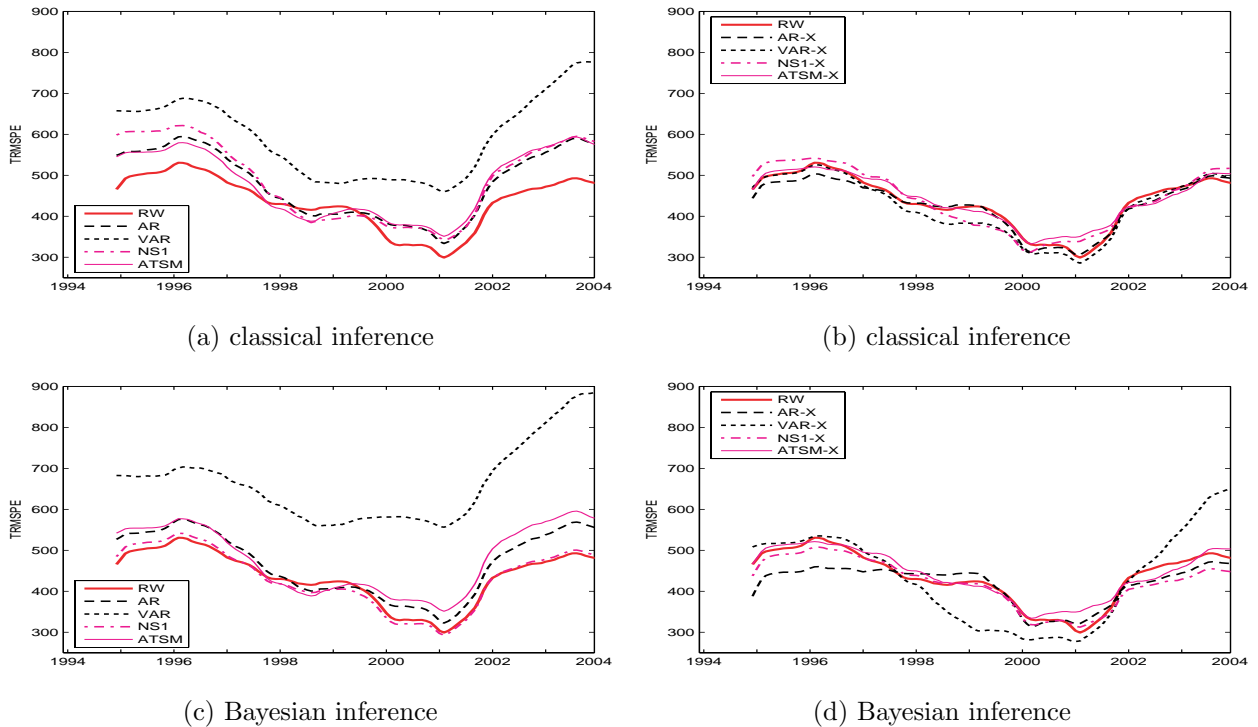 900
800
700
600
500
400
300
TRMSPE
RW
AR
VAR
NS1
ATSM
1994
1996
1998
2000
2002
2004
(a) classical inference
900
800
700
600
500
400
300
TRMSPE
RW
AR-X
VAR-X
NS1-X
ATSM-X
1994
1996
1998
2000
2002
2004
(b) classical inference
900
800
700
600
500
400
300
TRMSPE
RW
AR
VAR
NS1
ATSM
1994
1996
1998
2000
2002
2004
(c) Bayesian inference
900
800
700
600
500
400
300
TRMSPE
RW
AR-X
VAR-X
NS1-X
ATSM-X
1994
1996
1998
2000
2002
2004
(d) Bayesian inference